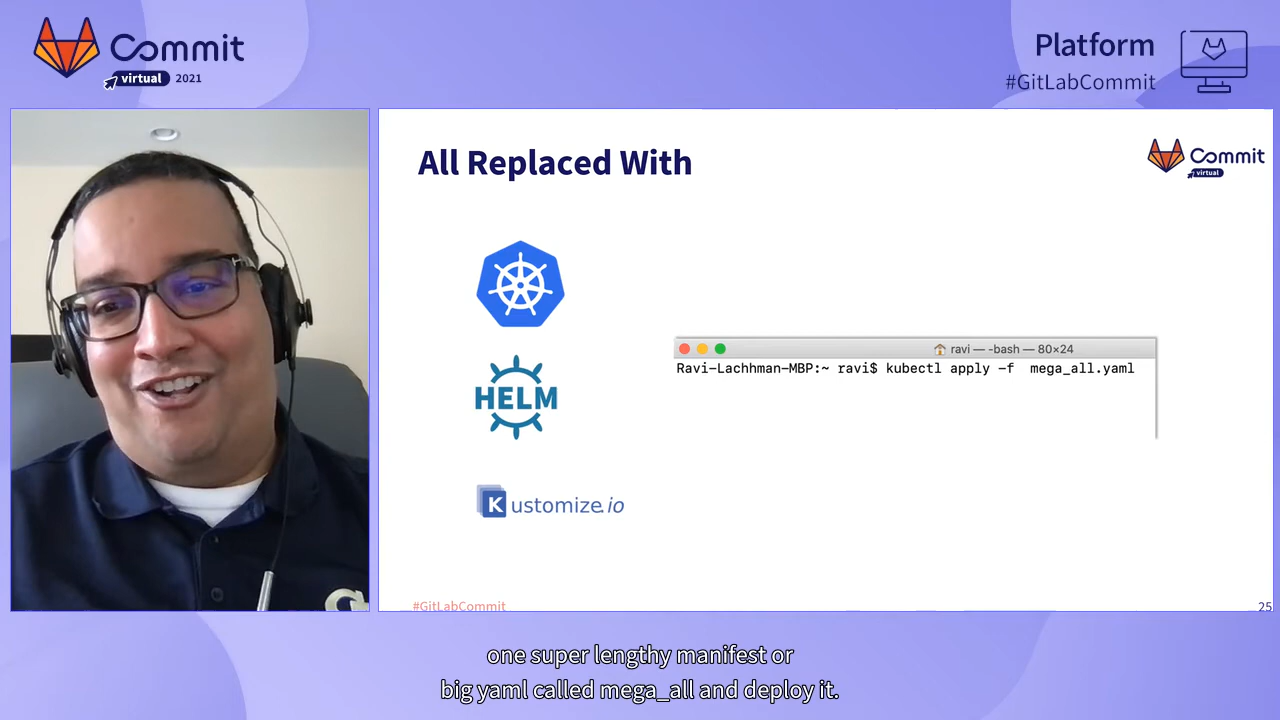 Commit
virtual 2021
Platform
#GitLabCommit
All Replaced With
Commit
virtual
HELM
Kustomize.io
ravi — -bash — 80×24
Ravi-Lachhman-MBP:~ ravi$ kubectl apply -f  mega_all.yaml
#GitLabCommit
25
one super lengthy manifest or
big yaml called mega_all and deploy it.